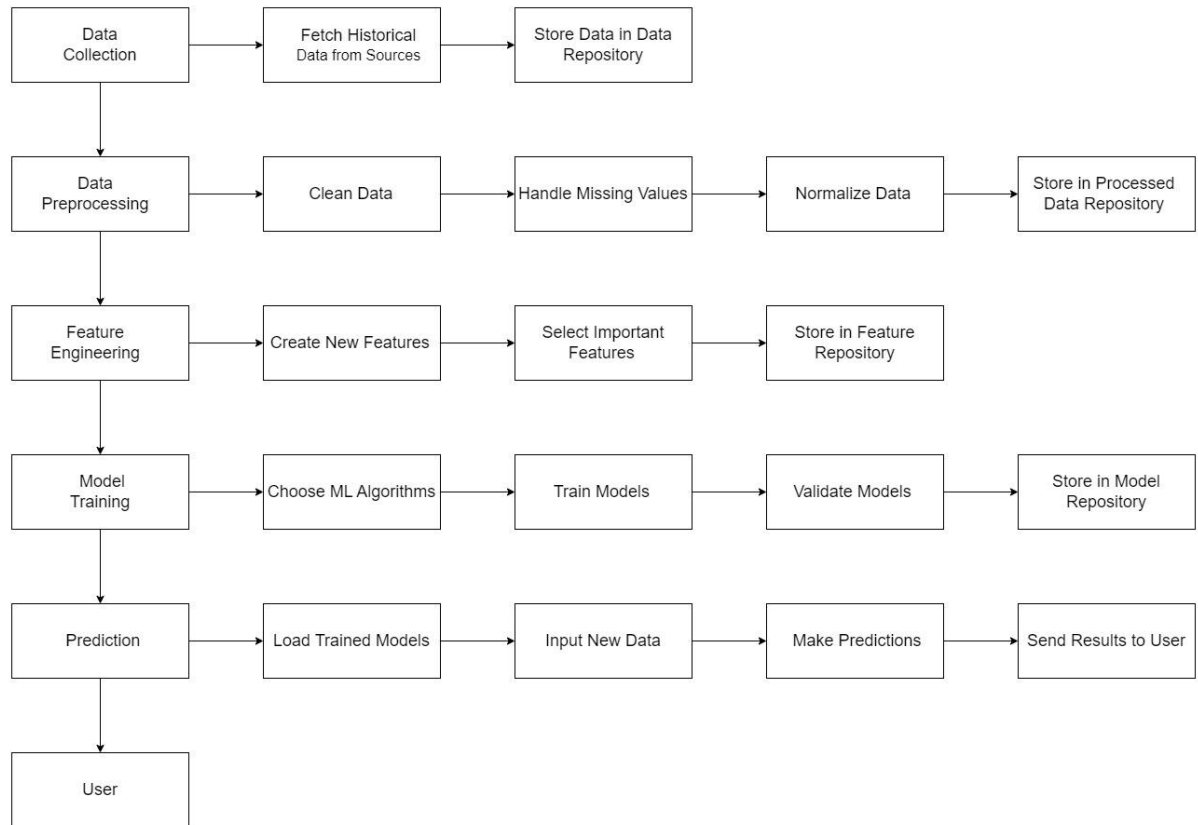 Data
Collection
Fetch Historical
Data from Sources
Store Data in Data
Repository
Data
Preprocessing
Clean Data
Handle Missing Values
Normalize Data
Store in Processed
Data Repository
Feature
Engineering
Create New Features
Select Important
Features
Store in Feature
Repository
Model
Training
Choose ML Algorithms
Train Models
Validate Models
Store in Model
Repository
Prediction
Load Trained Models
Input New Data
Make Predictions
Send Results to User
User